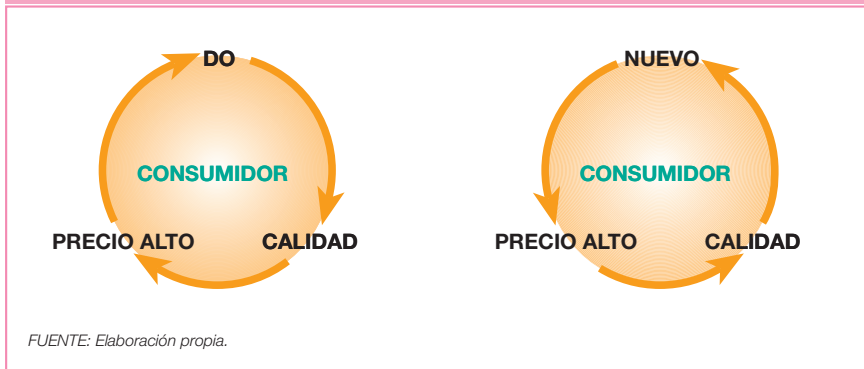 DO
CONSUMIDOR
PRECIO ALTO
CALIDAD
NUEVO
CONSUMIDOR
PRECIO ALTO
CALIDAD
FUENTE: Elaboración propia.